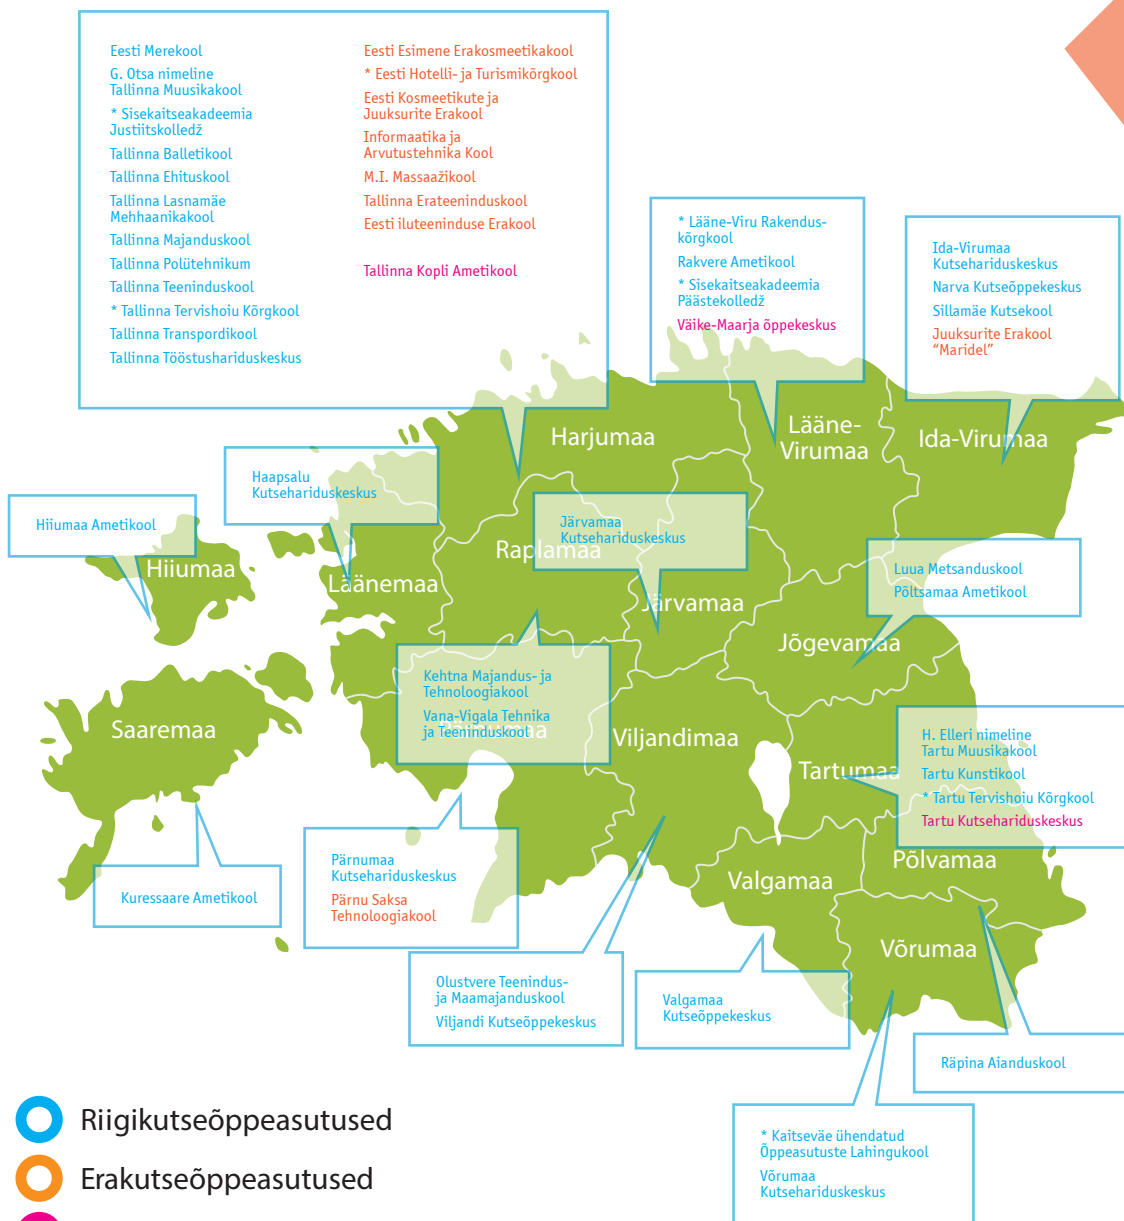 Eesti Merekool
G. Otsa nimeline
Tallinna Muusikakool
* Sisekaitseakadeemia
Justiitskolledž
Tallinna Balletikool
Tallinna Ehituskool
Tallinna Lasnamäe
Mehhaanikakool
Tallinna Majanduskool
Tallinna Polütehnikum
Tallinna Teeninduskool
* Tallinna Tervishoiu Kõrgkool
Tallinna Transpordikool
Tallinna Tööstushariduskeskus
Eesti Esimene Erakosmeetikakool
* Eesti Hotelli- ja Turismikõrgkool
Eesti Kosmeetikute ja
Juuksurite Erakool
Informaatika ja
Arvutustehnika Kool
M.I. Massaažikool
Tallinna Erateeninduskool
Eesti iluteeninduse Erakool
Tallinna Kopli Ametikool
* Lääne-Viru Rakendus-
kõrgkool
Rakvere Ametikool
* Sisekaitseakadeemia
Päästekolledž
Väike-Maarja õppekeskus
Ida-Virumaa
Kutsehariduskeskus
Narva Kutseõppekeskus
Sillamäe Kutsekool
Juuksurite Erakool
"Maridel"
Harjumaa
Lääne-
Virumaa
Ida-Virumaa
Haapsalu
Kutsehariduskeskus
Hiiumaa Ametikool
Hiiumaa
Läänemaa
Raplamaa
Järvamaa
Kutsehariduskeskus
Järvamaa
Luua Metsanduskool
Põltsamaa Ametikool
Jõgevamaa
Kehtna Majandus- ja
Tehnoloogiakool
Vana-Vigala Tehnika
ja Teeninduskool
Pärnumaa
Saaremaa
Viljandimaa
Tartumaa
H. Elleri nimeline
Tartu Muusikakool
Tartu Kunstikool
* Tartu Tervishoiu Kõrgkool
Tartu Kutsehariduskeskus
Põlvamaa
Valgamaa
Võrumaa
Kuressaare Ametikool
Pärnumaa
Kutsehariduskeskus
Pärnu Saksa
Tehnoloogiakool
Olustvere Teenindus-
ja Maamajanduskool
Viljandi Kutseõppekeskus
Valgamaa
Kutseõppekeskus
Räpina Aianduskool
* Kaitseväe ühendatud
Õppeasutuste Lahingukool
Võrumaa
Kutsehariduskeskus
Riigikutseõppeasutused
Erakutseõppeasutused